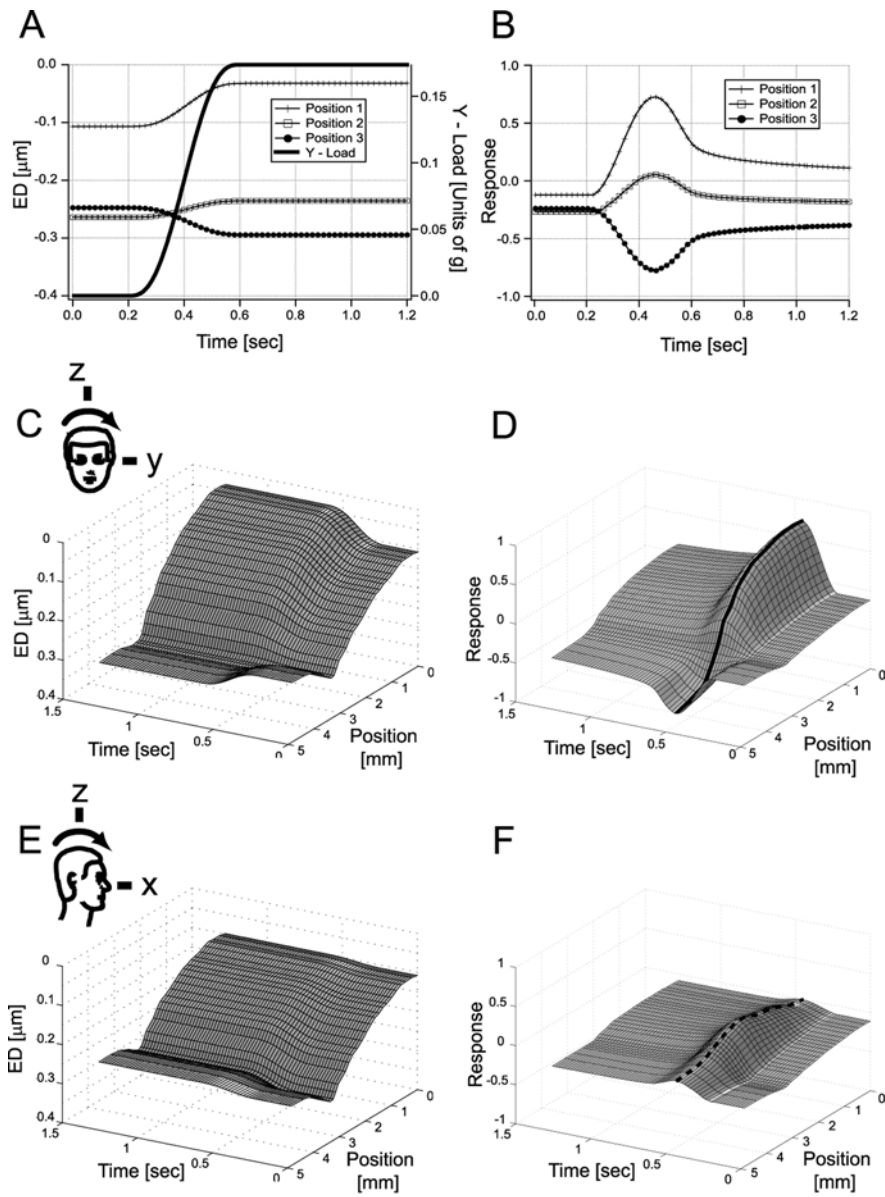 A
B
0.0
-0.1
-0.2
-0.3
-0.4
ED [μm]
0.15
0.1
0.05
0.0
Y - Load [Units of g]
Position 1
Position 2
Position 3
Y - Load
0.0 0.2 0.4 0.6 0.8 1.0 1.2
Time [sec]
1.0
0.5
0.0
-0.5
-1.0
Response
Position 1
Position 2
Position 3
0.0 0.2 0.4 0.6 0.8 1.0 1.2
Time [sec]
C
z
y
D
0
0.1
0.2
0.3
0.4
ED [μm]
1.5
1
0.5
0
Time [sec]
5
4
3
2
1
0
Position
[mm]
1
0.5
0
-0.5
-1
Response
1.5
1
0.5
0
Time [sec]
5
4
3
2
1
0
Position
[mm]
E
z
x
F
0
0.1
0.2
0.3
0.4
ED [μm]
1.5
1
0.5
0
Time [sec]
5
4
3
2
1
0
Position
[mm]
1
0.5
0
-0.5
-1
Response
1.5
1
0.5
0
Time [sec]
5
4
3
2
1
0
Position
[mm]